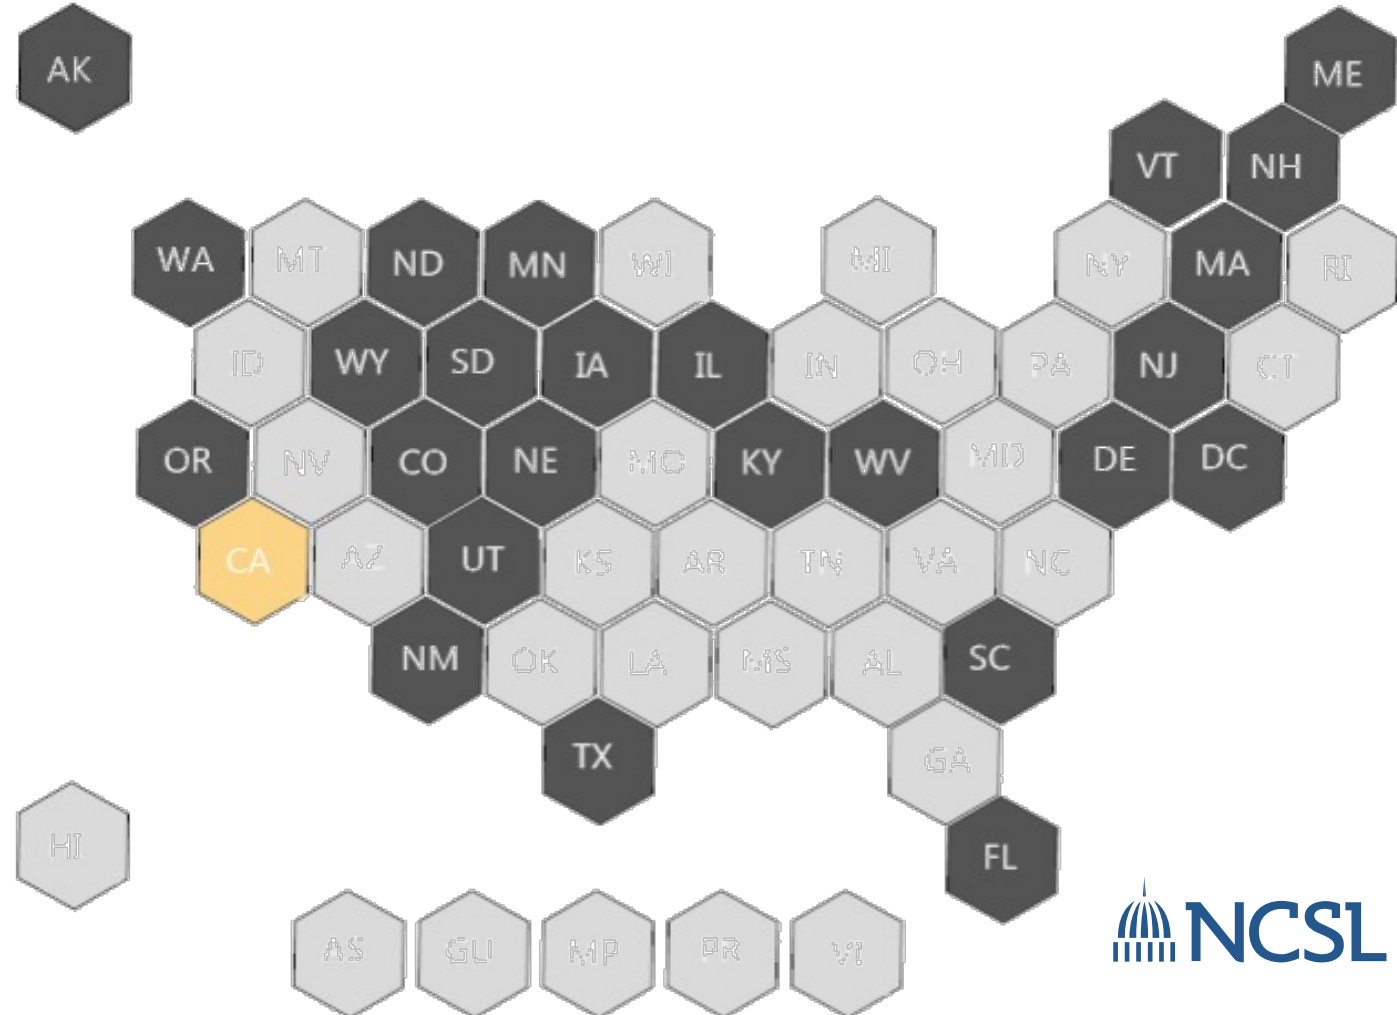 AK
ME
VT NH
WA MT ND MN WI MI NY MA RI
ID WY SD IA IL IN OH PA NJ CT
OR NV CO NE MO KY WV MD DE DC
CA AZ UT KS AR TN VA NC
NM OK LA MS AL SC
TX GA
HI FL
AS GU MP PR VI
NCSL